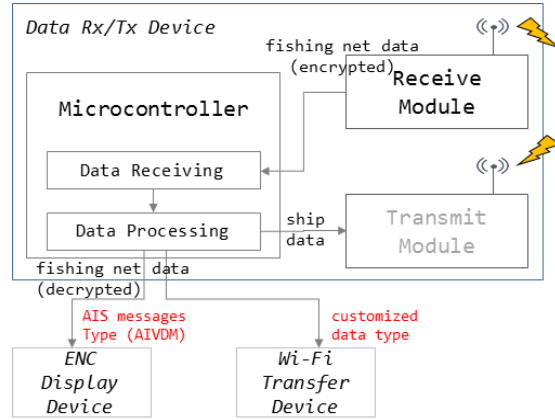 Data Rx/Tx Device
fishing net data
(encrypted)
Receive
Module
Microcontroller
Data Receiving
Data Processing
ship
data
Transmit
Module
fishing net data
(decrypted)
AIS messages
Type (AIVDM)
customized
data type
ENC
Display
Device
Wi-Fi
Transfer
Device